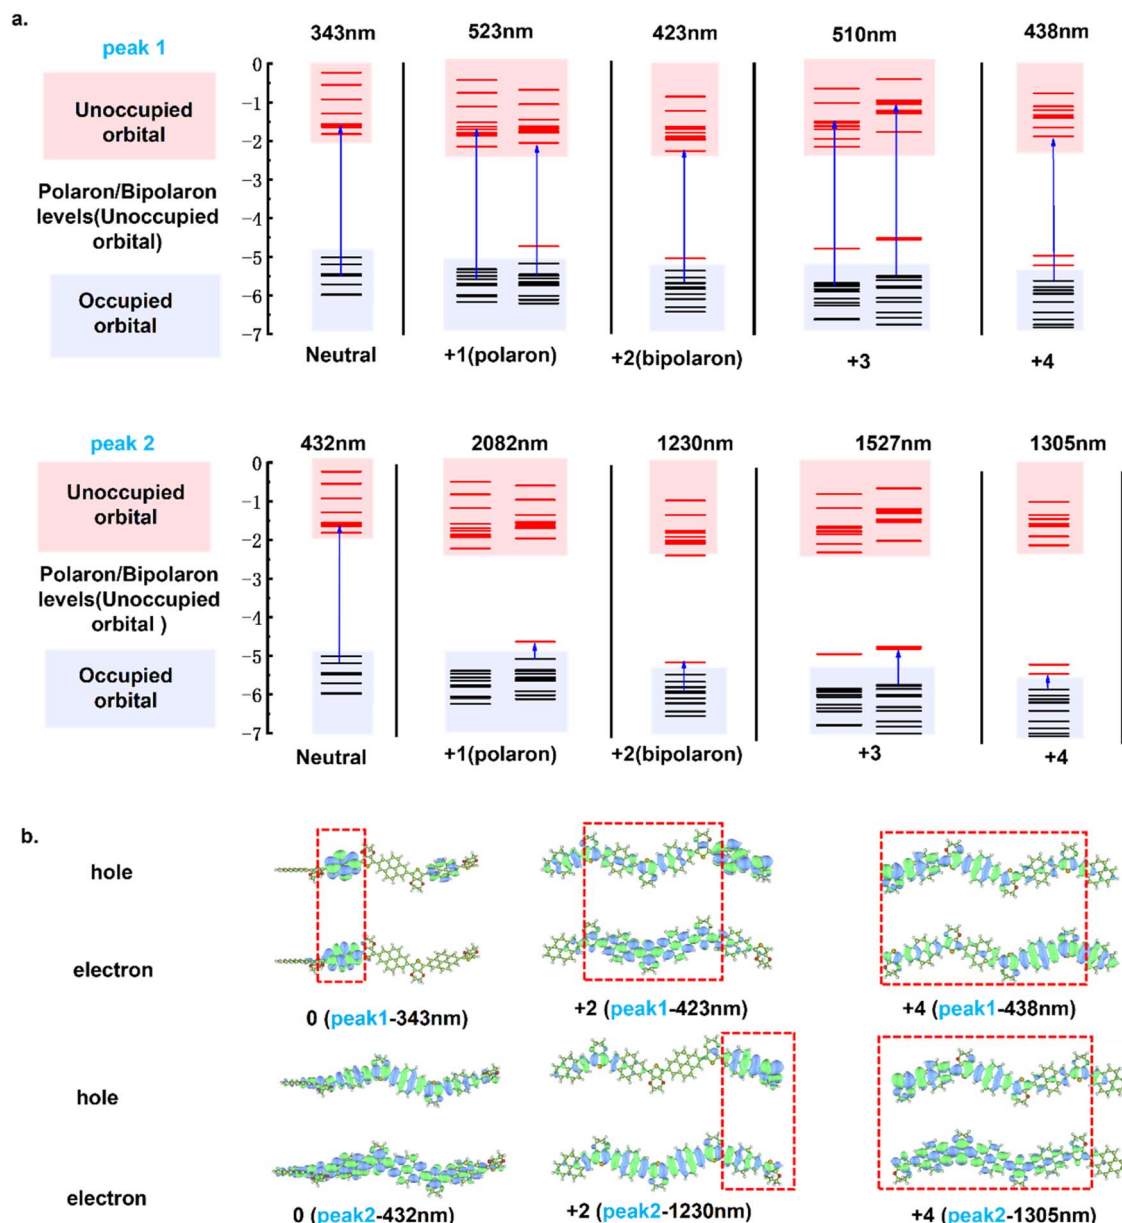 a.
peak 1
343nm
523nm
423nm
510nm
438nm
Unoccupied
orbital
Polaron/Bipolaron
levels(Unoccupied
orbital)
Occupied
orbital
0
−1
−2
−3
−4
−5
−6
−7
Neutral
+1(polaron)
+2(bipolaron)
+3
+4
peak 2
432nm
2082nm
1230nm
1527nm
1305nm
Unoccupied
orbital
Polaron/Bipolaron
levels(Unoccupied
orbital )
Occupied
orbital
0
−1
−2
−3
−4
−5
−6
−7
Neutral
+1(polaron)
+2(bipolaron)
+3
+4
b.
hole
electron
0 (peak1-343nm)
+2 (peak1-423nm)
+4 (peak1-438nm)
hole
electron
0 (peak2-432nm)
+2 (peak2-1230nm)
+4 (peak2-1305nm)